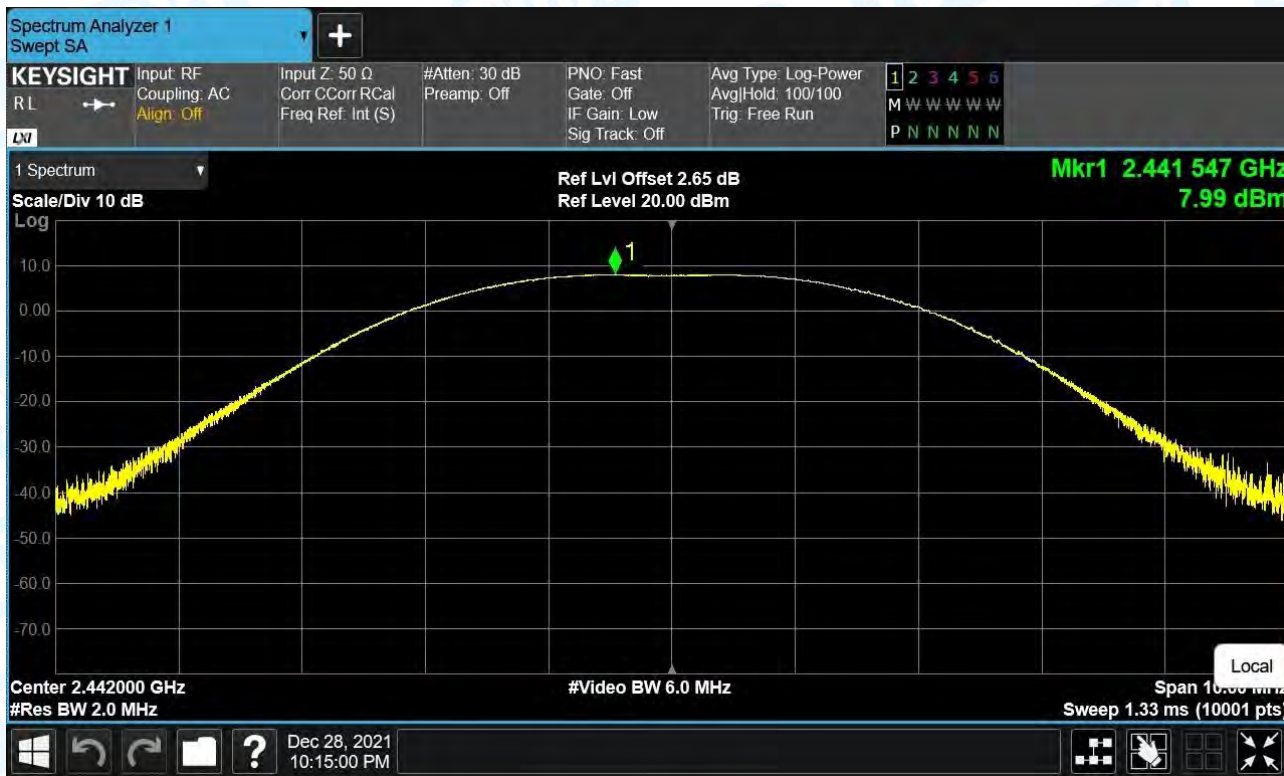 Spectrum Analyzer 1
Swept SA
KEYSIGHT
RL
LXI
Input: RF
Coupling: AC
Align: Off
Input Z: 50 Ω
Corr CCorr RCal
Freq Ref: Int (S)
#Atten: 30 dB
Preamp: Off
PNO: Fast
Gate: Off
IF Gain: Low
Sig Track: Off
Avg Type: Log-Power
Avg|Hold: 100/100
Trig: Free Run
1 2 3 4 5 6
M W W W W W
P N N N N N
1 Spectrum
Scale/Div 10 dB
Ref Lvl Offset 2.65 dB
Ref Level 20.00 dBm
Mkr1 2.441 547 GHz
7.99 dBm
Log
1
10.0
0.00
-10.0
-20.0
-30.0
-40.0
-50.0
-60.0
-70.0
Local
Center 2.442000 GHz
#Video BW 6.0 MHz
Span 10.00 MHz
#Res BW 2.0 MHz
Sweep 1.33 ms (10001 pts)
?
Dec 28, 2021
10:15:00 PM